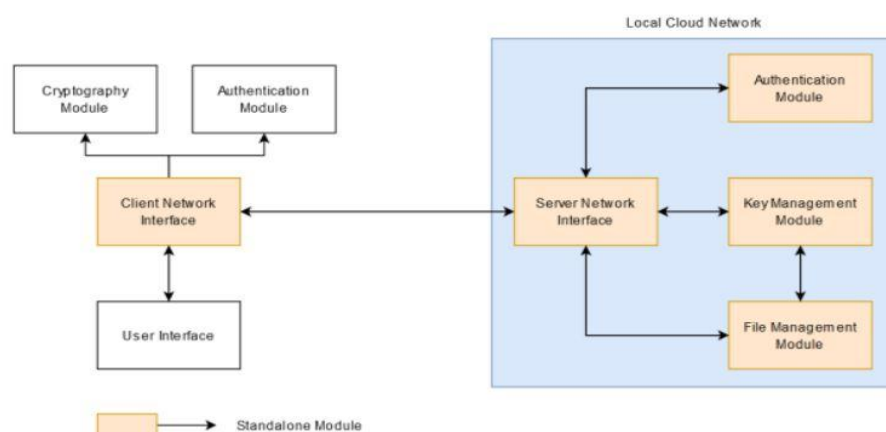 Local Cloud Network
Cryptography
Module
Authentication
Module
Authentication
Module
Client Network
Interface
Server Network
Interface
Key Management
Module
User Interface
File Management
Module
Standalone Module